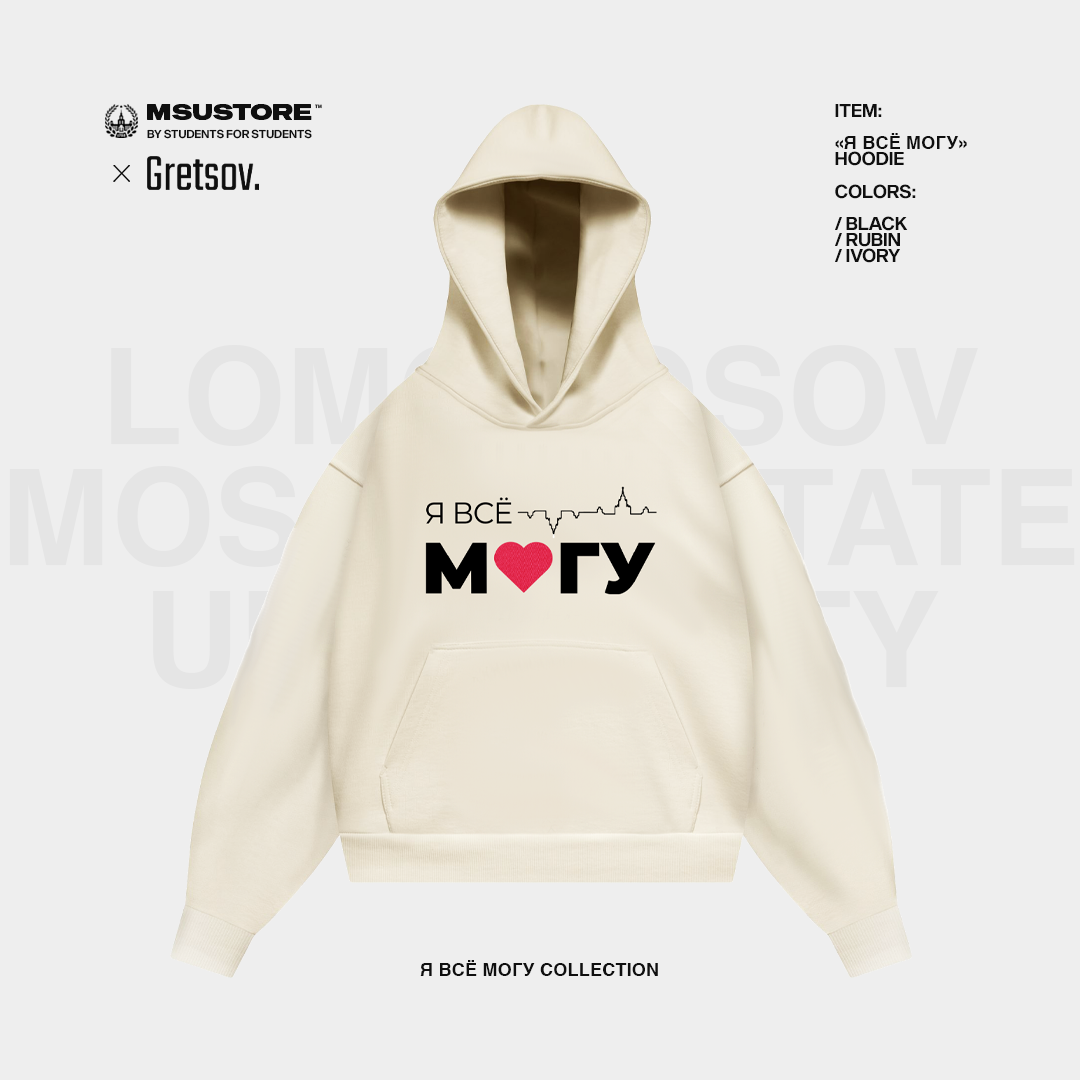 MSUSTORE™
BY STUDENTS FOR STUDENTS
× Gretsov.
ITEM:
«Я ВСЁ МОГУ»
HOODIE
COLORS:
/ BLACK
/ RUBIN
/ IVORY
Я ВСЁ
М♥ГУ
Я ВСЁ МОГУ COLLECTION